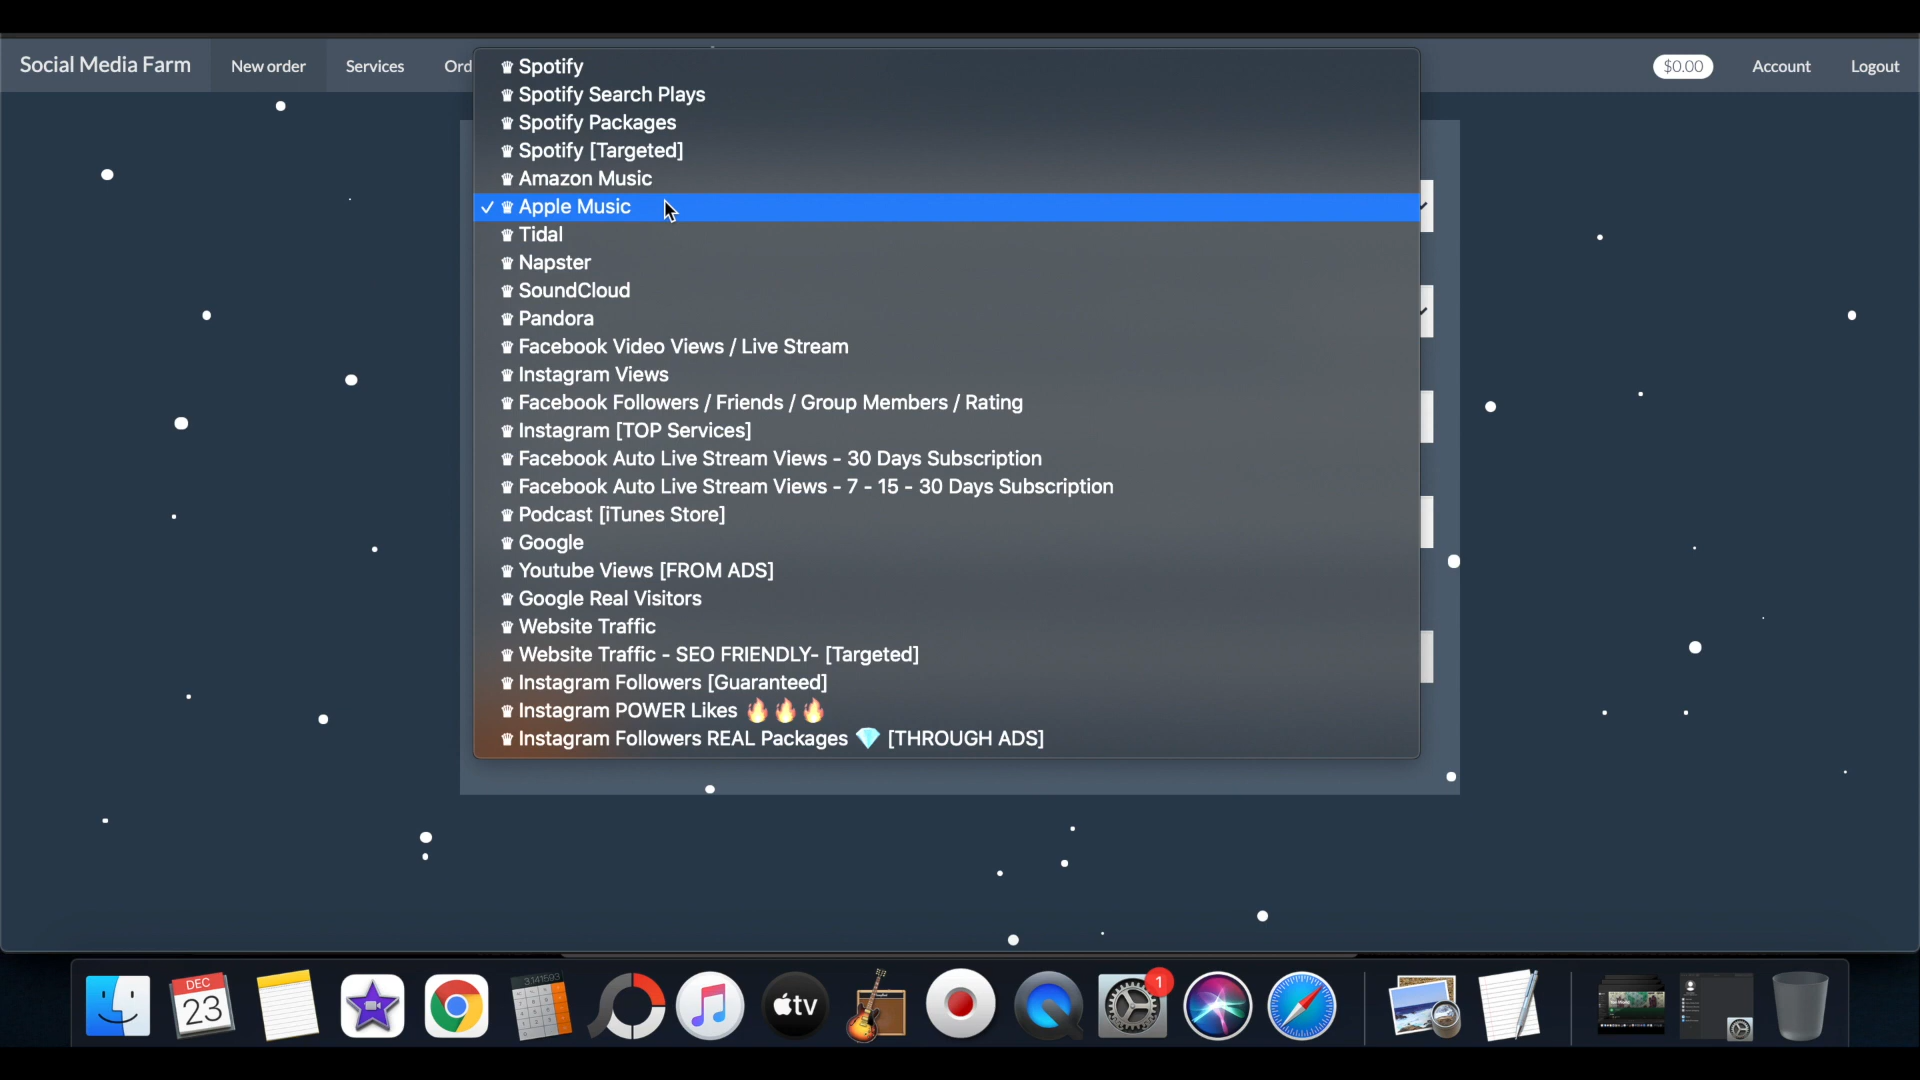 Social Media Farm
New order
Services
Ord
$0.00
Account
Logout
♛ Spotify
♛ Spotify Search Plays
♛ Spotify Packages
♛ Spotify [Targeted]
♛ Amazon Music
✓ ♛ Apple Music
♛ Tidal
♛ Napster
♛ SoundCloud
♛ Pandora
♛ Facebook Video Views / Live Stream
♛ Instagram Views
♛ Facebook Followers / Friends / Group Members / Rating
♛ Instagram [TOP Services]
♛ Facebook Auto Live Stream Views - 30 Days Subscription
♛ Facebook Auto Live Stream Views - 7 - 15 - 30 Days Subscription
♛ Podcast [iTunes Store]
♛ Google
♛ Youtube Views [FROM ADS]
♛ Google Real Visitors
♛ Website Traffic
♛ Website Traffic - SEO FRIENDLY- [Targeted]
♛ Instagram Followers [Guaranteed]
♛ Instagram POWER Likes 🔥🔥🔥
♛ Instagram Followers REAL Packages 💎 [THROUGH ADS]
DEC
23
3.141593
tv
1